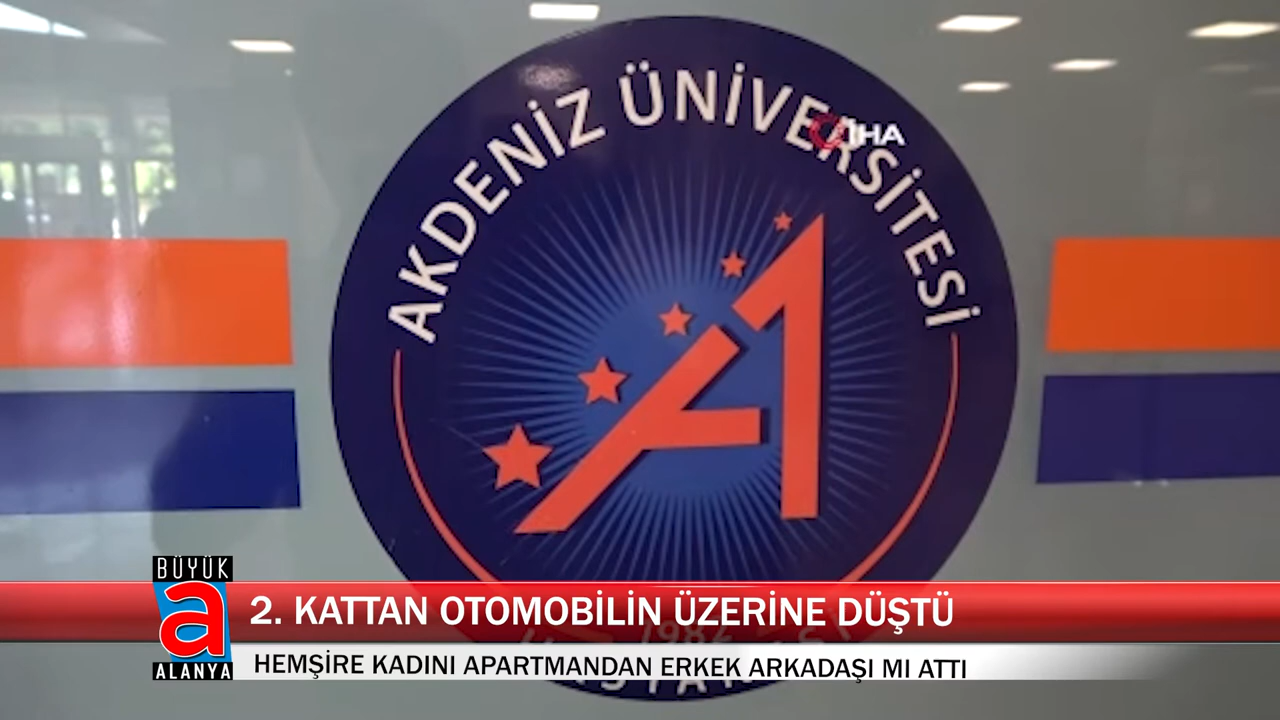 AKDENİZ ÜNİVERSİTESİ
İHA
1982
BÜYÜK
a
ALANYA
2. KATTAN OTOMOBİLİN ÜZERİNE DÜŞTÜ
HEMŞİRE KADINI APARTMANDAN ERKEK ARKADAŞI MI ATTI